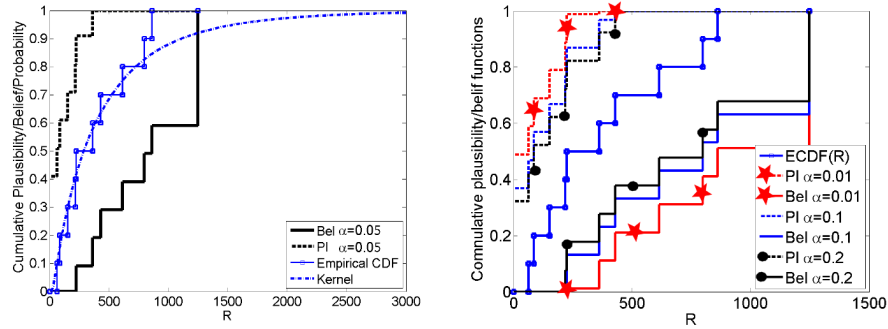 Cumulative Plausibility/Belief/Probability
1
0.9
0.8
0.7
0.6
0.5
0.4
0.3
0.2
0.1
0
0 500 1000 1500 2000 2500 3000
R
Bel α=0.05
Pl α=0.05
Empirical CDF
Kernel
Comnulative plausibility/belif functions
1
0.8
0.6
0.4
0.2
0
0 500 1000 1500
R
ECDF(R)
Pl α=0.01
Bel α=0.01
Pl α=0.1
Bel α=0.1
Pl α=0.2
Bel α=0.2